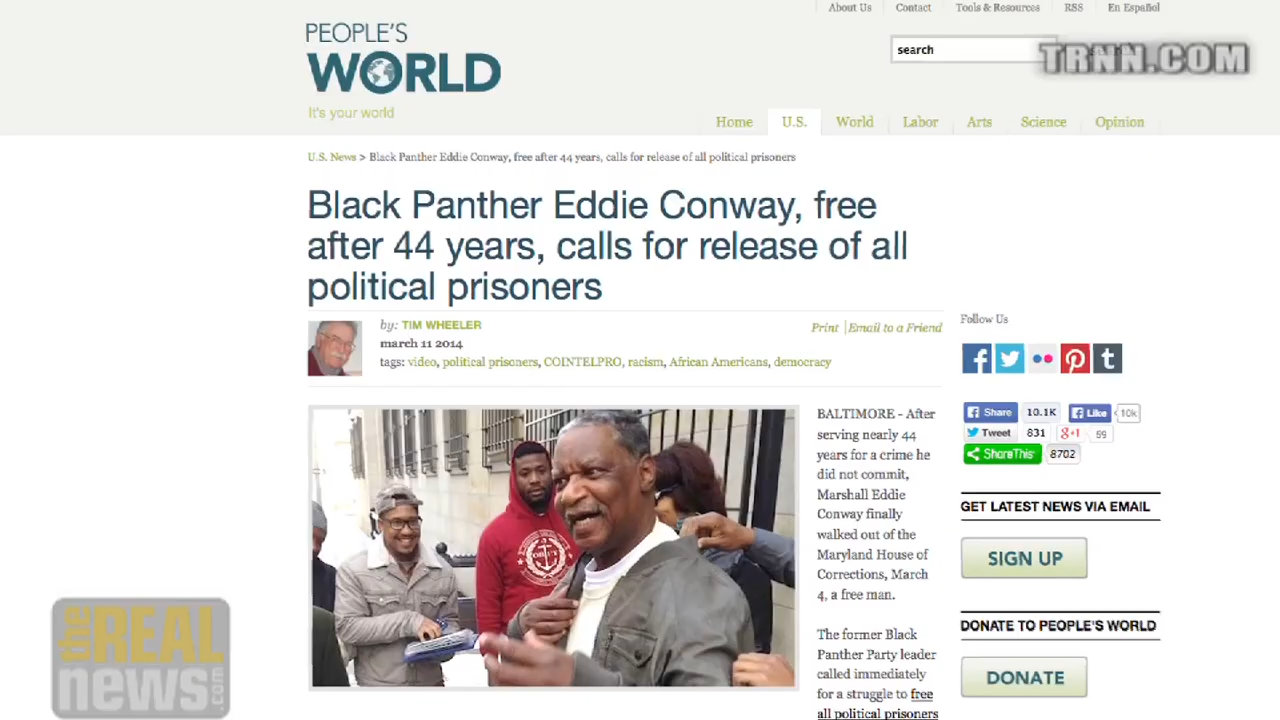 About Us
Contact
Tools & Resources
RSS
En Español
PEOPLE'S
WORLD
It's your world
search
TRNN.COM
Home
U.S.
World
Labor
Arts
Science
Opinion
U.S. News > Black Panther Eddie Conway, free after 44 years, calls for release of all political prisoners
Black Panther Eddie Conway, free
after 44 years, calls for release of all
political prisoners
by: TIM WHEELER
march 11 2014
tags: video, political prisoners, COINTELPRO, racism, African Americans, democracy
Print | Email to a Friend
BALTIMORE - After
serving nearly 44
years for a crime he
did not commit,
Marshall Eddie
Conway finally
walked out of the
Maryland House of
Corrections, March
4, a free man.
The former Black
Panther Party leader
called immediately
for a struggle to free
all political prisoners
Follow Us
Share 10.1K Like 10k
Tweet 831 g+1 59
ShareThis 8702
GET LATEST NEWS VIA EMAIL
SIGN UP
DONATE TO PEOPLE'S WORLD
DONATE
the REAL
news.com